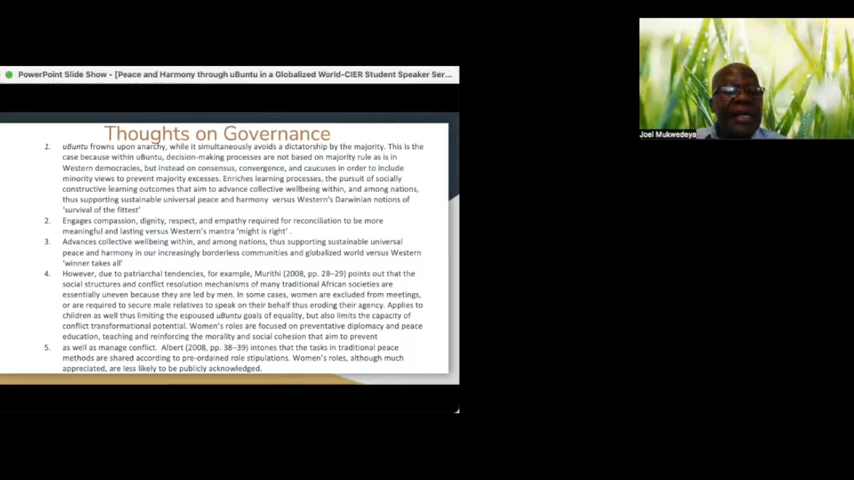 PowerPoint Slide Show - [Peace and Harmony through uBuntu in a Globalized World-CIER Student Speaker Ser...
Thoughts on Governance
1. uBuntu frowns upon anarchy, while it simultaneously avoids a dictatorship by the majority. This is the
case because within uBuntu, decision-making processes are not based on majority rule as is in
Western democracies, but instead on consensus, convergence, and caucuses in order to include
minority views to prevent majority excesses. Enriches learning processes, the pursuit of socially
constructive learning outcomes that aim to advance collective wellbeing within, and among nations,
thus supporting sustainable universal peace and harmony versus Western's Darwinian notions of
'survival of the fittest'
2. Engages compassion, dignity, respect, and empathy required for reconciliation to be more
meaningful and lasting versus Western's mantra 'might is right' .
3. Advances collective wellbeing within, and among nations, thus supporting sustainable universal
peace and harmony in our increasingly borderless communities and globalized world versus Western
'winner takes all'
4. However, due to patriarchal tendencies, for example, Murithi (2008, pp. 28–29) points out that the
social structures and conflict resolution mechanisms of many traditional African societies are
essentially uneven because they are led by men. In some cases, women are excluded from meetings,
or are required to secure male relatives to speak on their behalf thus eroding their agency. Applies to
children as well thus limiting the espoused uBuntu goals of equality, but also limits the capacity of
conflict transformational potential. Women's roles are focused on preventative diplomacy and peace
education, teaching and reinforcing the morality and social cohesion that aim to prevent
5. as well as manage conflict. Albert (2008, pp. 38–39) intones that the tasks in traditional peace
methods are shared according to pre-ordained role stipulations. Women's roles, although much
appreciated, are less likely to be publicly acknowledged.
Joel Mukwedeya